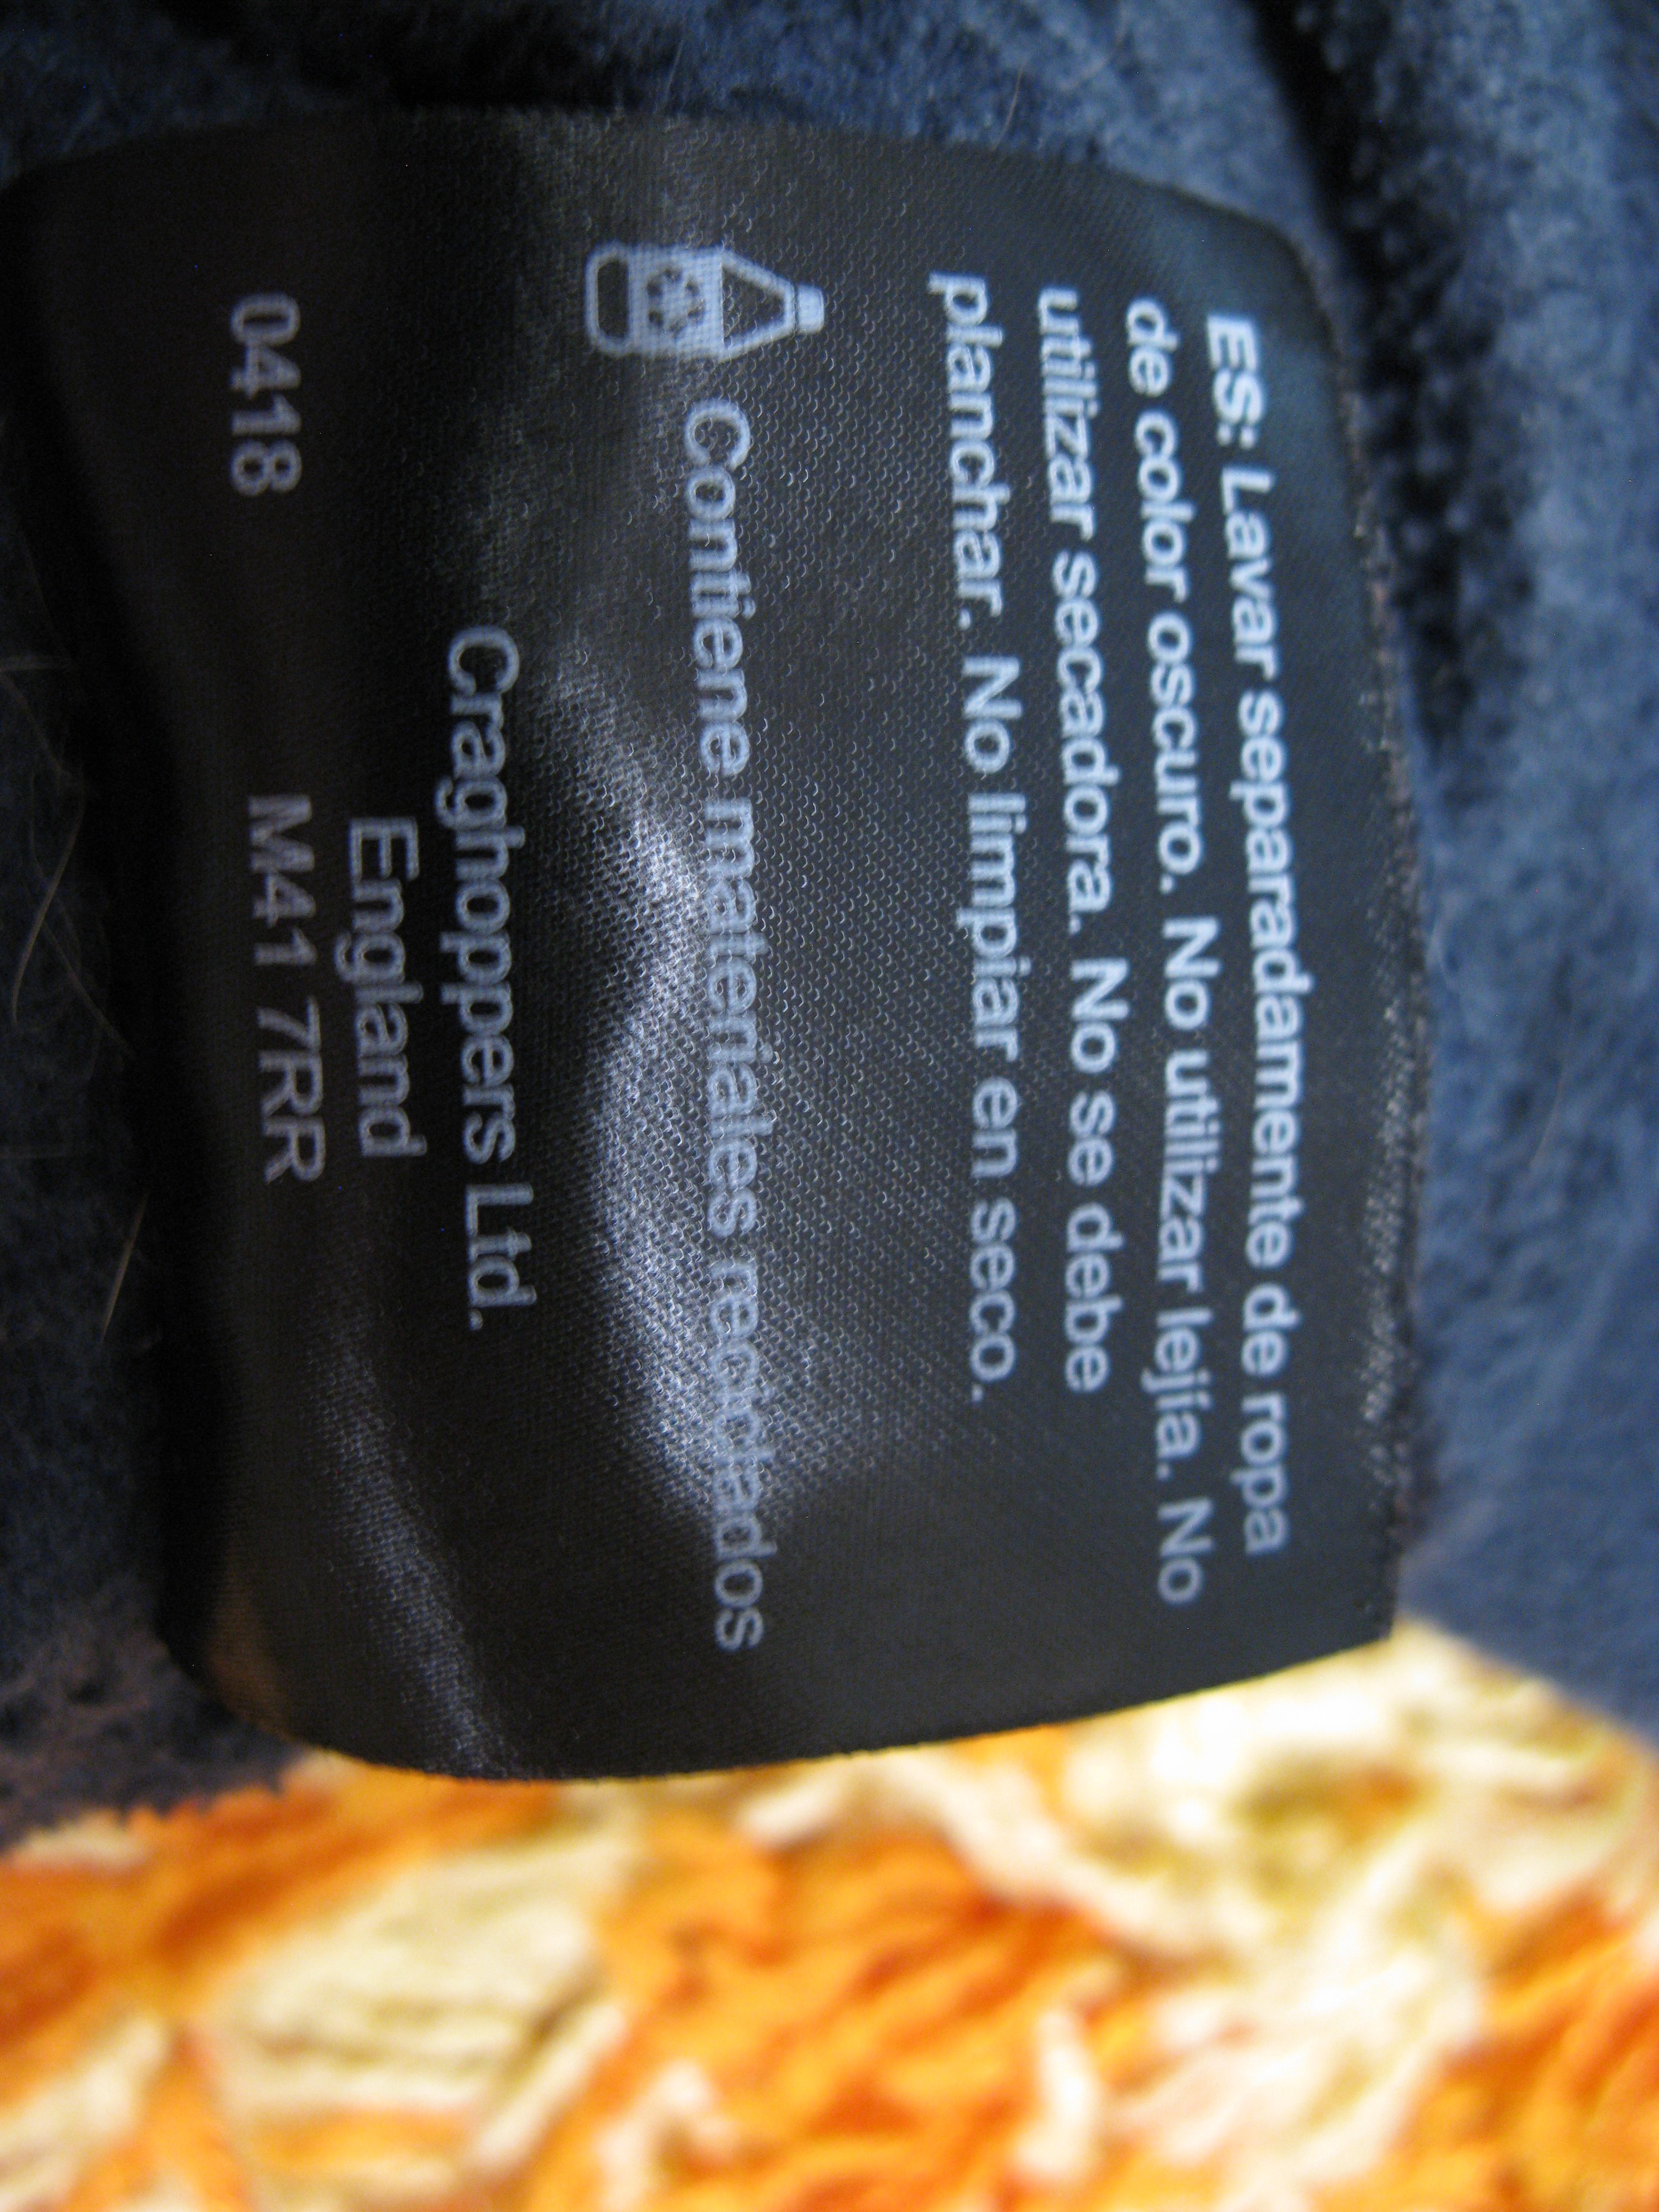 ES: Lavar separadamente de ropa
de color oscuro. No utilizar lejia. No
utilizar secadora. No se debe
planchar. No limpiar en seco.
Contiene materiales reciclados
Craghoppers Ltd.
England
0418 M41 7RR